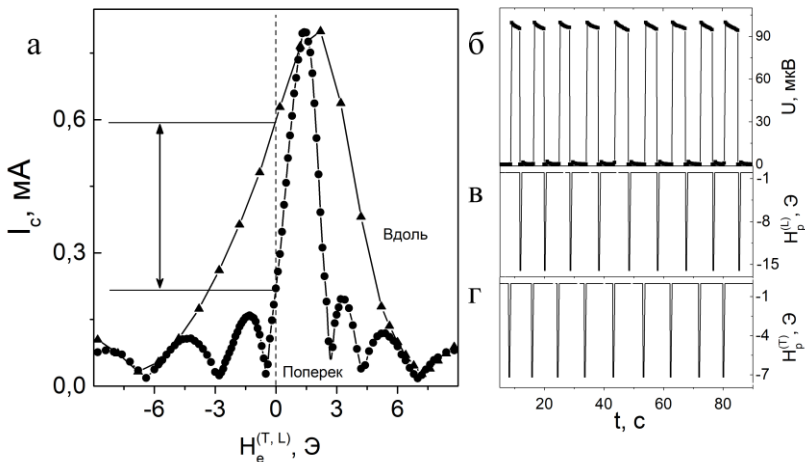 а
I_c, мА
0,6
0,3
0,0
-6
-3
0
3
6
H_e^(T, L), Э
Вдоль
Поперек
б
U, мкВ
90
60
30
0
в
H_p^(L), Э
-1
-8
-15
г
H_p^(T), Э
-1
-4
-7
20
40
60
80
t, с